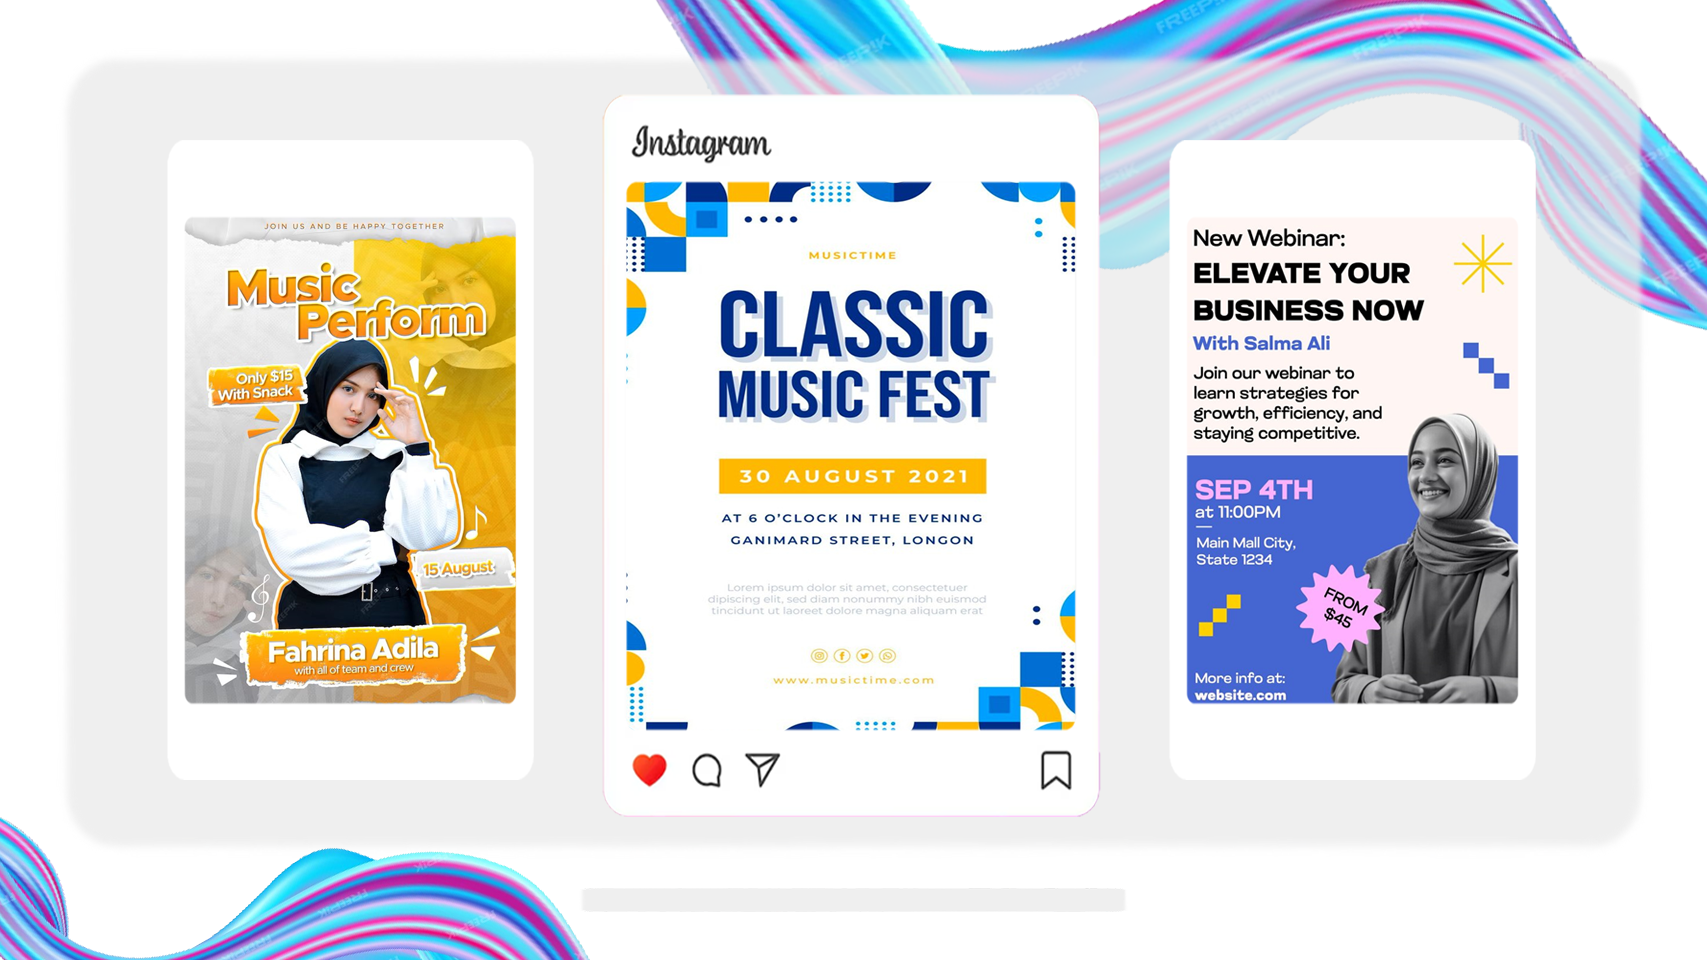 JOIN US AND BE HAPPY TOGETHER
Music
Perform
Only $15
With Snack
15 August
Fahrina Adila
with all of team and crew
Instagram
MUSICTIME
CLASSIC
MUSIC FEST
30 AUGUST 2021
AT 6 O'CLOCK IN THE EVENING
GANIMARD STREET, LONGON
Lorem ipsum dolor sit amet, consectetuer
dipiscing elit, sed diam nonummy nibh euismod
tincidunt ut laoreet dolore magna aliquam erat
www.musictime.com
New Webinar:
ELEVATE YOUR
BUSINESS NOW
With Salma Ali
Join our webinar to
learn strategies for
growth, efficiency, and
staying competitive.
SEP 4TH
at 11:00PM
Main Mall City,
State 1234
FROM
$45
More info at:
website.com
FREEPIK